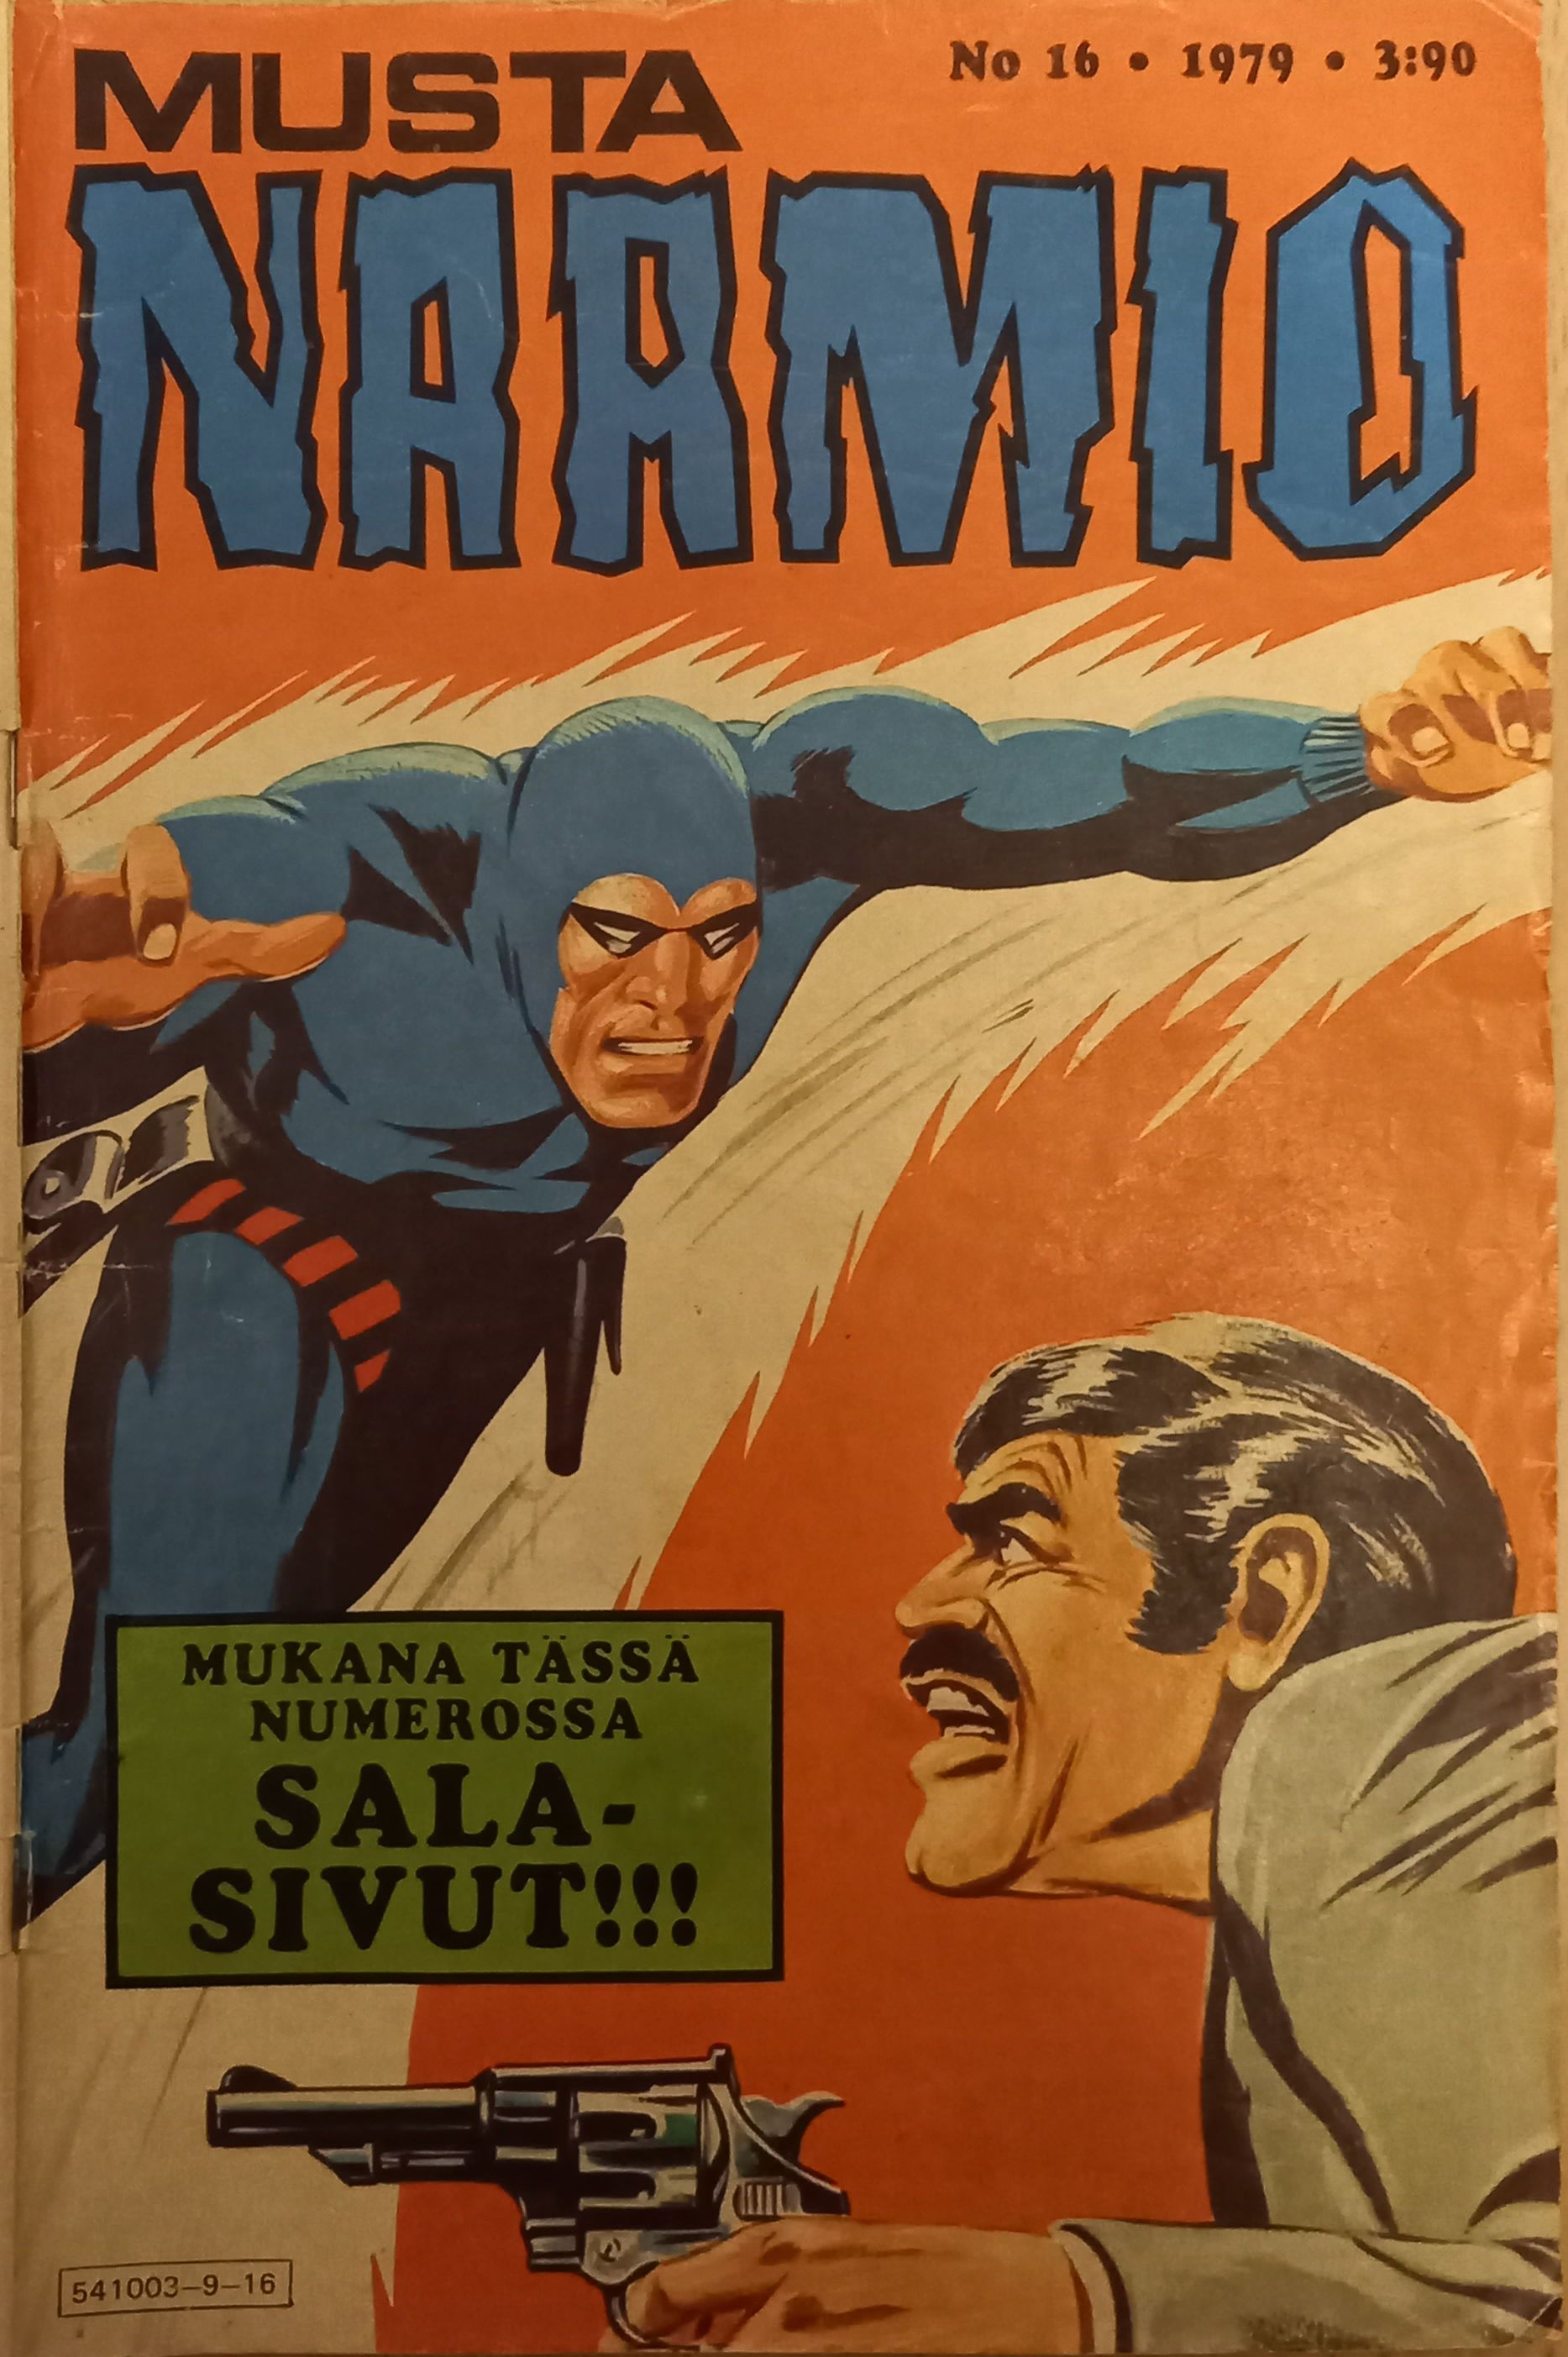 MUSTA
No 16 • 1979 • 3:90
NAAMIO
MUKANA TÄSSÄ
NUMEROSSA
SALA-
SIVUT!!!
541003-9-16